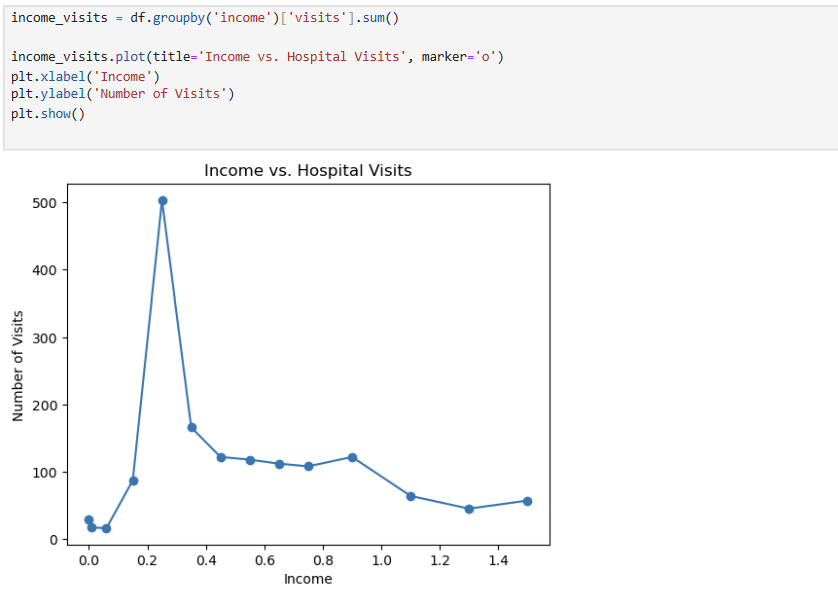 income_visits = df.groupby('income')['visits'].sum()
income_visits.plot(title='Income vs. Hospital Visits', marker='o')
plt.xlabel('Income')
plt.ylabel('Number of Visits')
plt.show()
Income vs. Hospital Visits
500
400
300
200
100
0
Number of Visits
0.0 0.2 0.4 0.6 0.8 1.0 1.2 1.4
Income